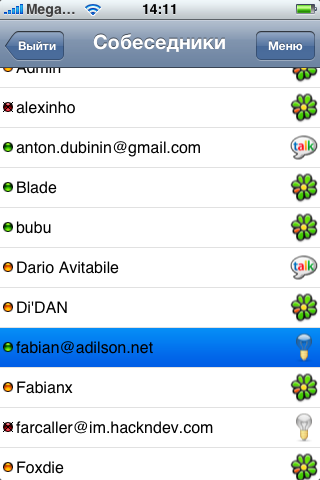 Mega... 14:11
Выйти Собеседники Меню
Admin
alexinho
anton.dubinin@gmail.com
talk
Blade
bubu
Dario Avitabile
talk
Di'DAN
fabian@adilson.net
Fabianx
farcaller@im.hackndev.com
Foxdie